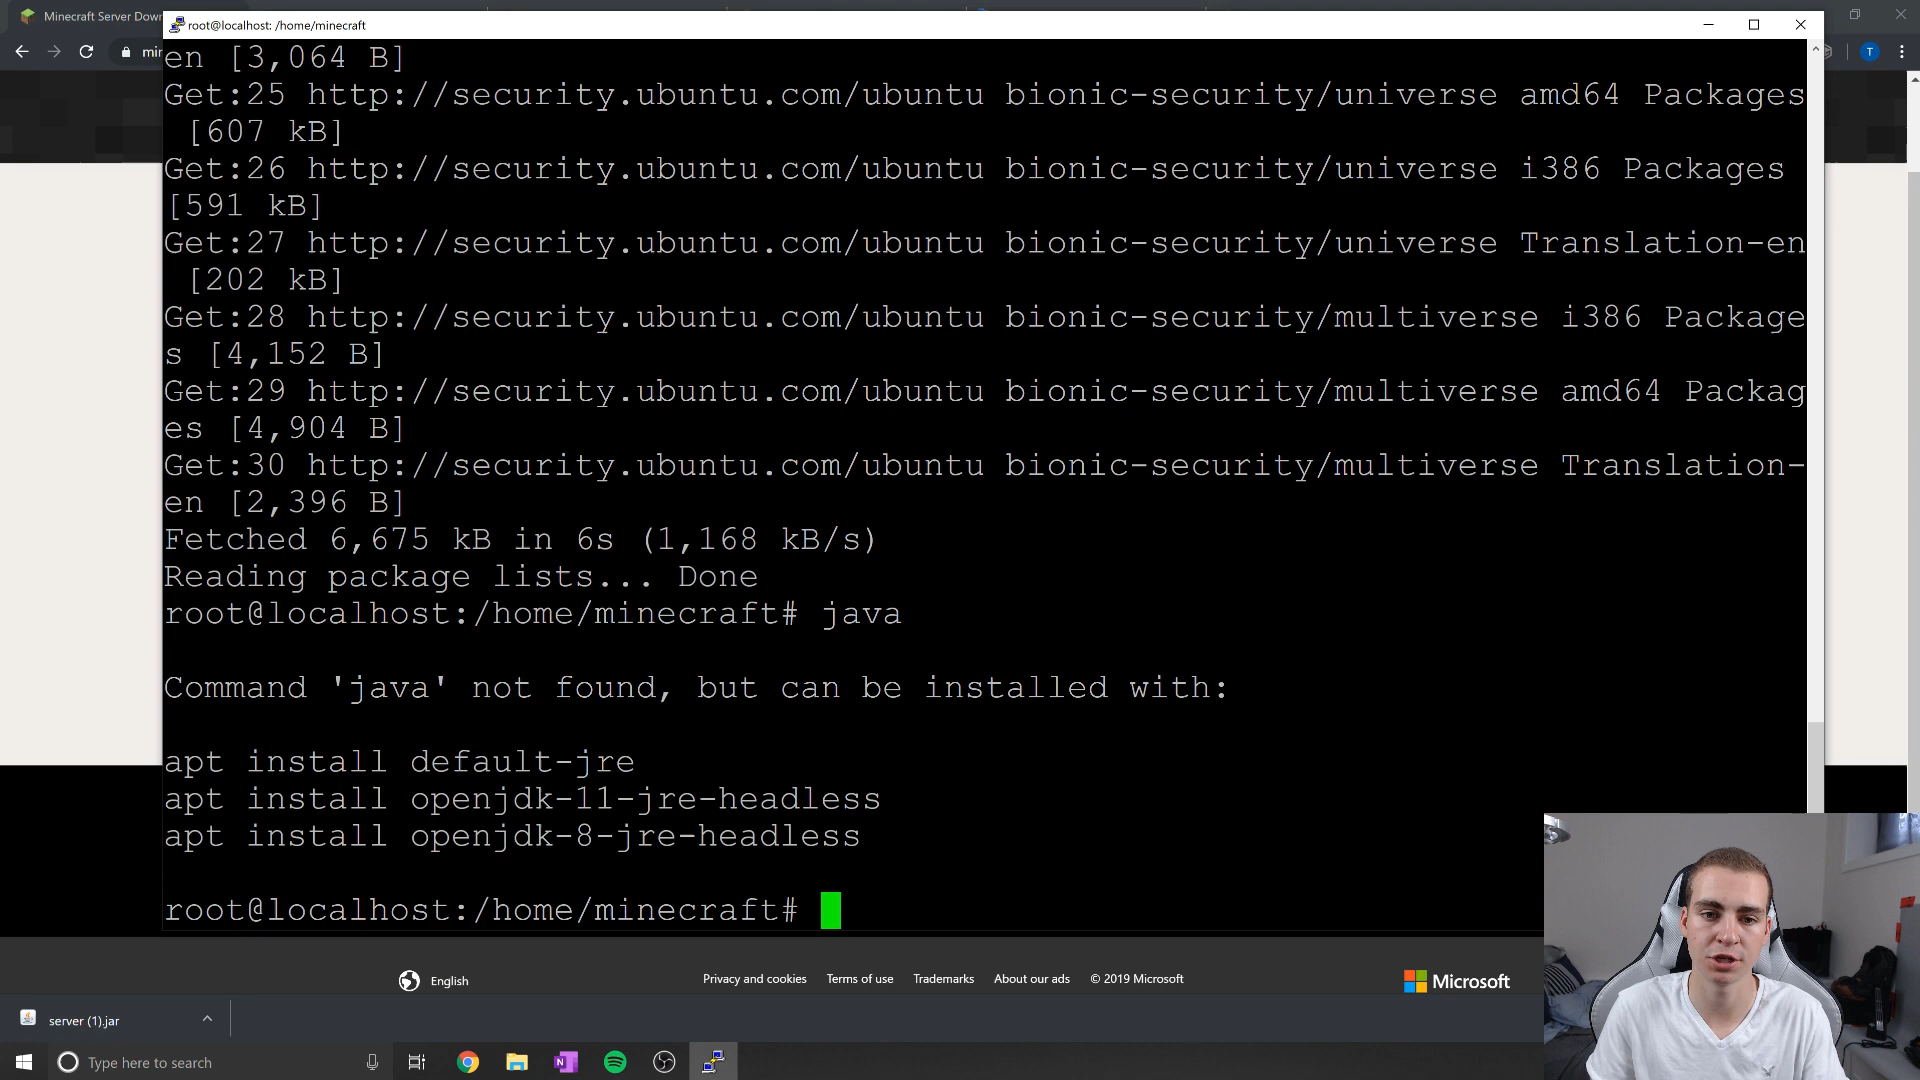 Minecraft Server Dow
root@localhost: /home/minecraft
min
T
en [3,064 B]
Get:25 http://security.ubuntu.com/ubuntu bionic-security/universe amd64 Packages
[607 kB]
Get:26 http://security.ubuntu.com/ubuntu bionic-security/universe i386 Packages
[591 kB]
Get:27 http://security.ubuntu.com/ubuntu bionic-security/universe Translation-en
[202 kB]
Get:28 http://security.ubuntu.com/ubuntu bionic-security/multiverse i386 Package
s [4,152 B]
Get:29 http://security.ubuntu.com/ubuntu bionic-security/multiverse amd64 Packag
es [4,904 B]
Get:30 http://security.ubuntu.com/ubuntu bionic-security/multiverse Translation-
en [2,396 B]
Fetched 6,675 kB in 6s (1,168 kB/s)
Reading package lists... Done
root@localhost:/home/minecraft# java
Command 'java' not found, but can be installed with:
apt install default-jre
apt install openjdk-11-jre-headless
apt install openjdk-8-jre-headless
root@localhost:/home/minecraft#
English
Privacy and cookies Terms of use Trademarks About our ads © 2019 Microsoft
Microsoft
server (1).jar
Type here to search